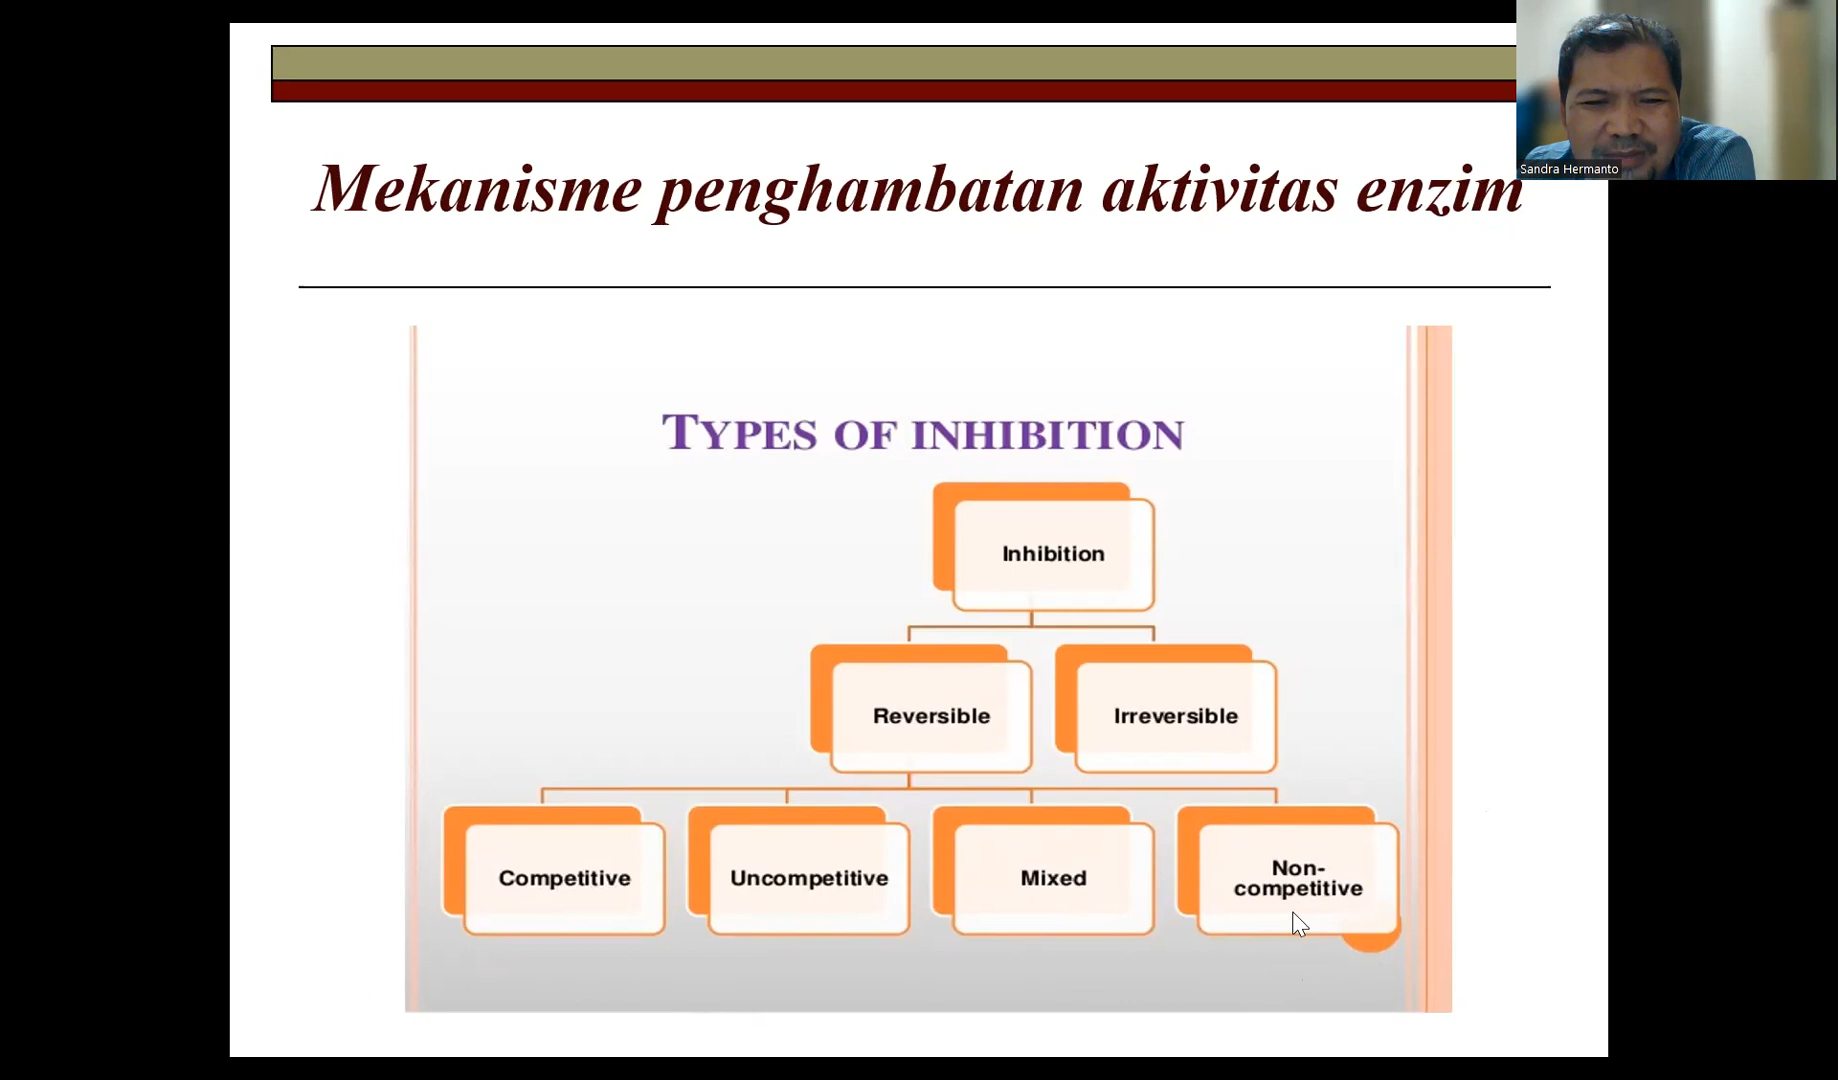 Sandra Hermanto
Mekanisme penghambatan aktivitas enzim
TYPES OF INHIBITION
Inhibition
Reversible
Irreversible
Competitive
Uncompetitive
Mixed
Non-
competitive